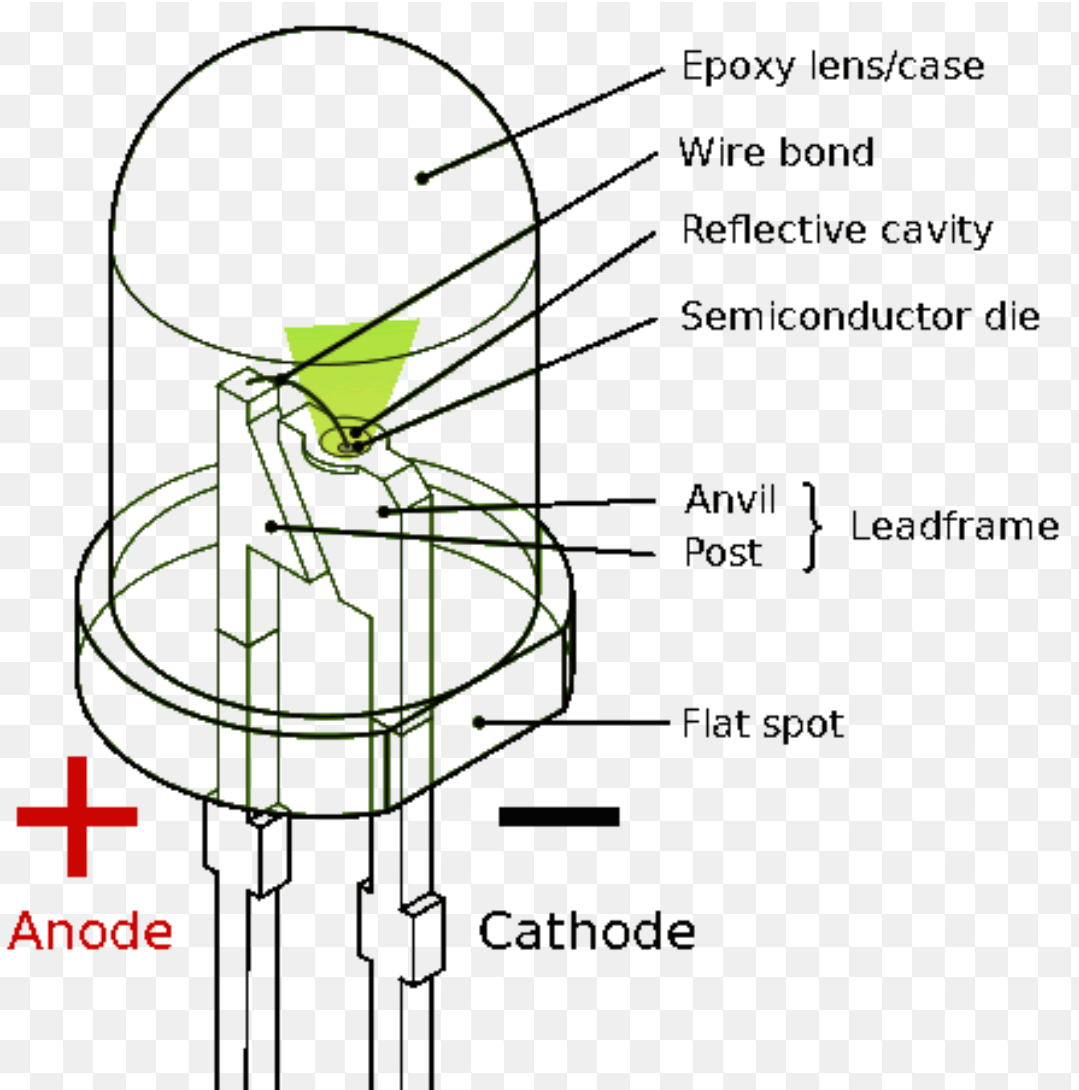 Epoxy lens/case
Wire bond
Reflective cavity
Semiconductor die
Anvil
Post
Leadframe
Flat spot
Anode
Cathode